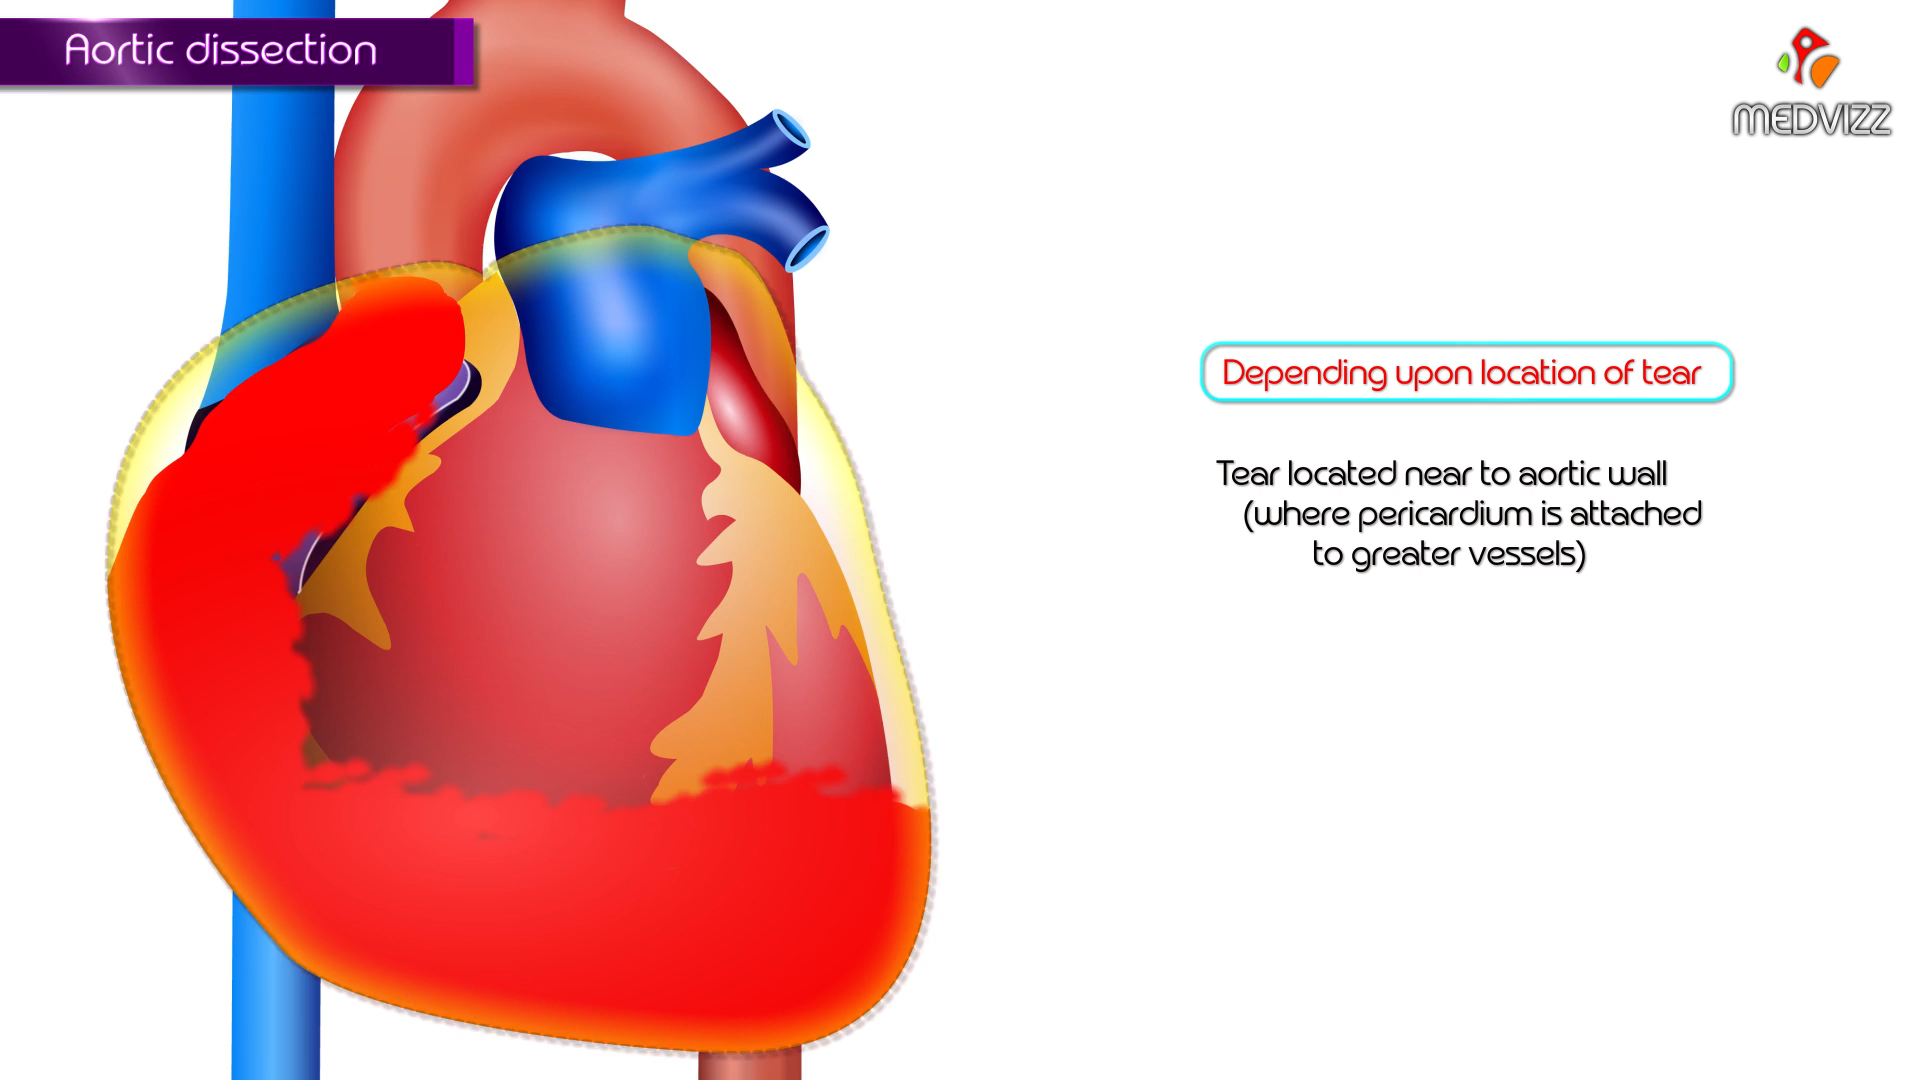 Aortic dissection
MEDVIZZ
Depending upon location of tear
Tear located near to aortic wall
(where pericardium is attached
to greater vessels)